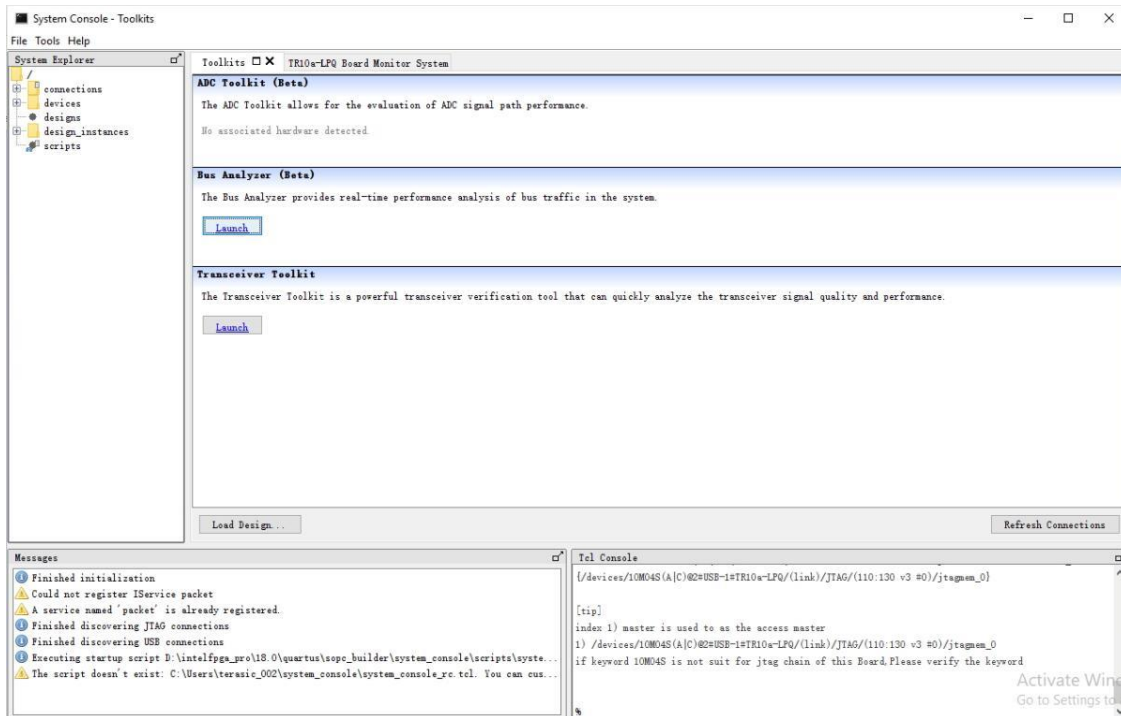 System Console - Toolkits
File Tools Help
System Explorer
/
connections
devices
designs
design_instances
scripts
Toolkits
TR10a-LPQ Board Monitor System
ADC Toolkit (Beta)
The ADC Toolkit allows for the evaluation of ADC signal path performance.
No associated hardware detected.
Bus Analyzer (Beta)
The Bus Analyzer provides real-time performance analysis of bus traffic in the system.
Launch
Transceiver Toolkit
The Transceiver Toolkit is a powerful transceiver verification tool that can quickly analyze the transceiver signal quality and performance.
Launch
Load Design...
Refresh Connections
Messages
Finished initialization
Could not register IService packet
A service named 'packet' is already registered.
Finished discovering JTAG connections
Finished discovering USB connections
Executing startup script D:\intelfpga_pro\18.0\quartus\sopc_builder\system_console\scripts\syste...
The script doesn't exist: C:\Users\terasic_002\system_console\system_console_rc.tcl. You can cus...
Tcl Console
{/devices/10M04S(A|C)@2#USB-1#TR10a-LPQ/(link)/JTAG/(110:130 v3 #0)/jtagmem_0}
[tip]
index 1) master is used to as the access master
1) /devices/10M04S(A|C)@2#USB-1#TR10a-LPQ/(link)/JTAG/(110:130 v3 #0)/jtagmem_0
if keyword 10M04S is not suit for jtag chain of this Board,Please verify the keyword
%
Activate Wind
Go to Settings to